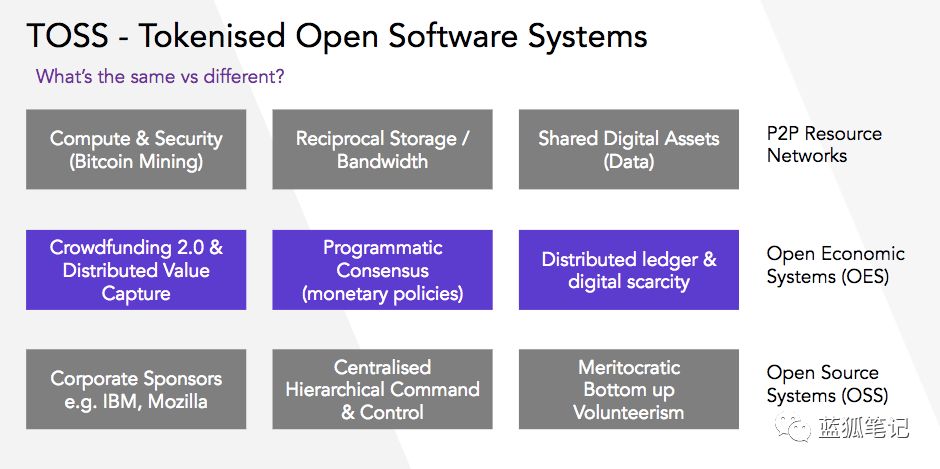 TOSS - Tokenised Open Software Systems
What's the same vs different?
Compute & Security
(Bitcoin Mining)
Reciprocal Storage /
Bandwidth
Shared Digital Assets
(Data)
P2P Resource
Networks
Crowdfunding 2.0 &
Distributed Value
Capture
Programmatic
Consensus
(monetary policies)
Distributed ledger &
digital scarcity
Open Economic
Systems (OES)
Corporate Sponsors
e.g. IBM, Mozilla
Centralised
Hierarchical Command
& Control
Meritocratic
Bottom up
Volunteerism
Open Source
Systems (OSS)
蓝狐笔记